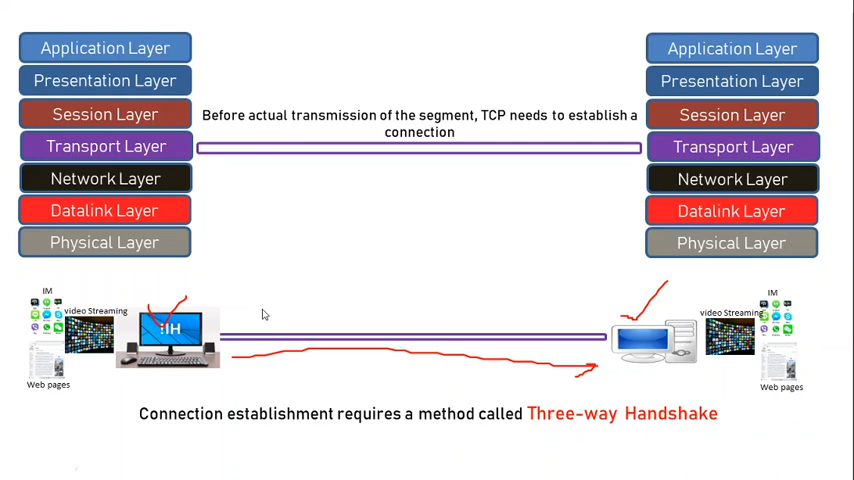 Application Layer
Presentation Layer
Session Layer
Transport Layer
Network Layer
Datalink Layer
Physical Layer
Before actual transmission of the segment, TCP needs to establish a
connection
Application Layer
Presentation Layer
Session Layer
Transport Layer
Network Layer
Datalink Layer
Physical Layer
IM
video Streaming
Web pages
IM
video Streaming
Web pages
Connection establishment requires a method called Three-way Handshake